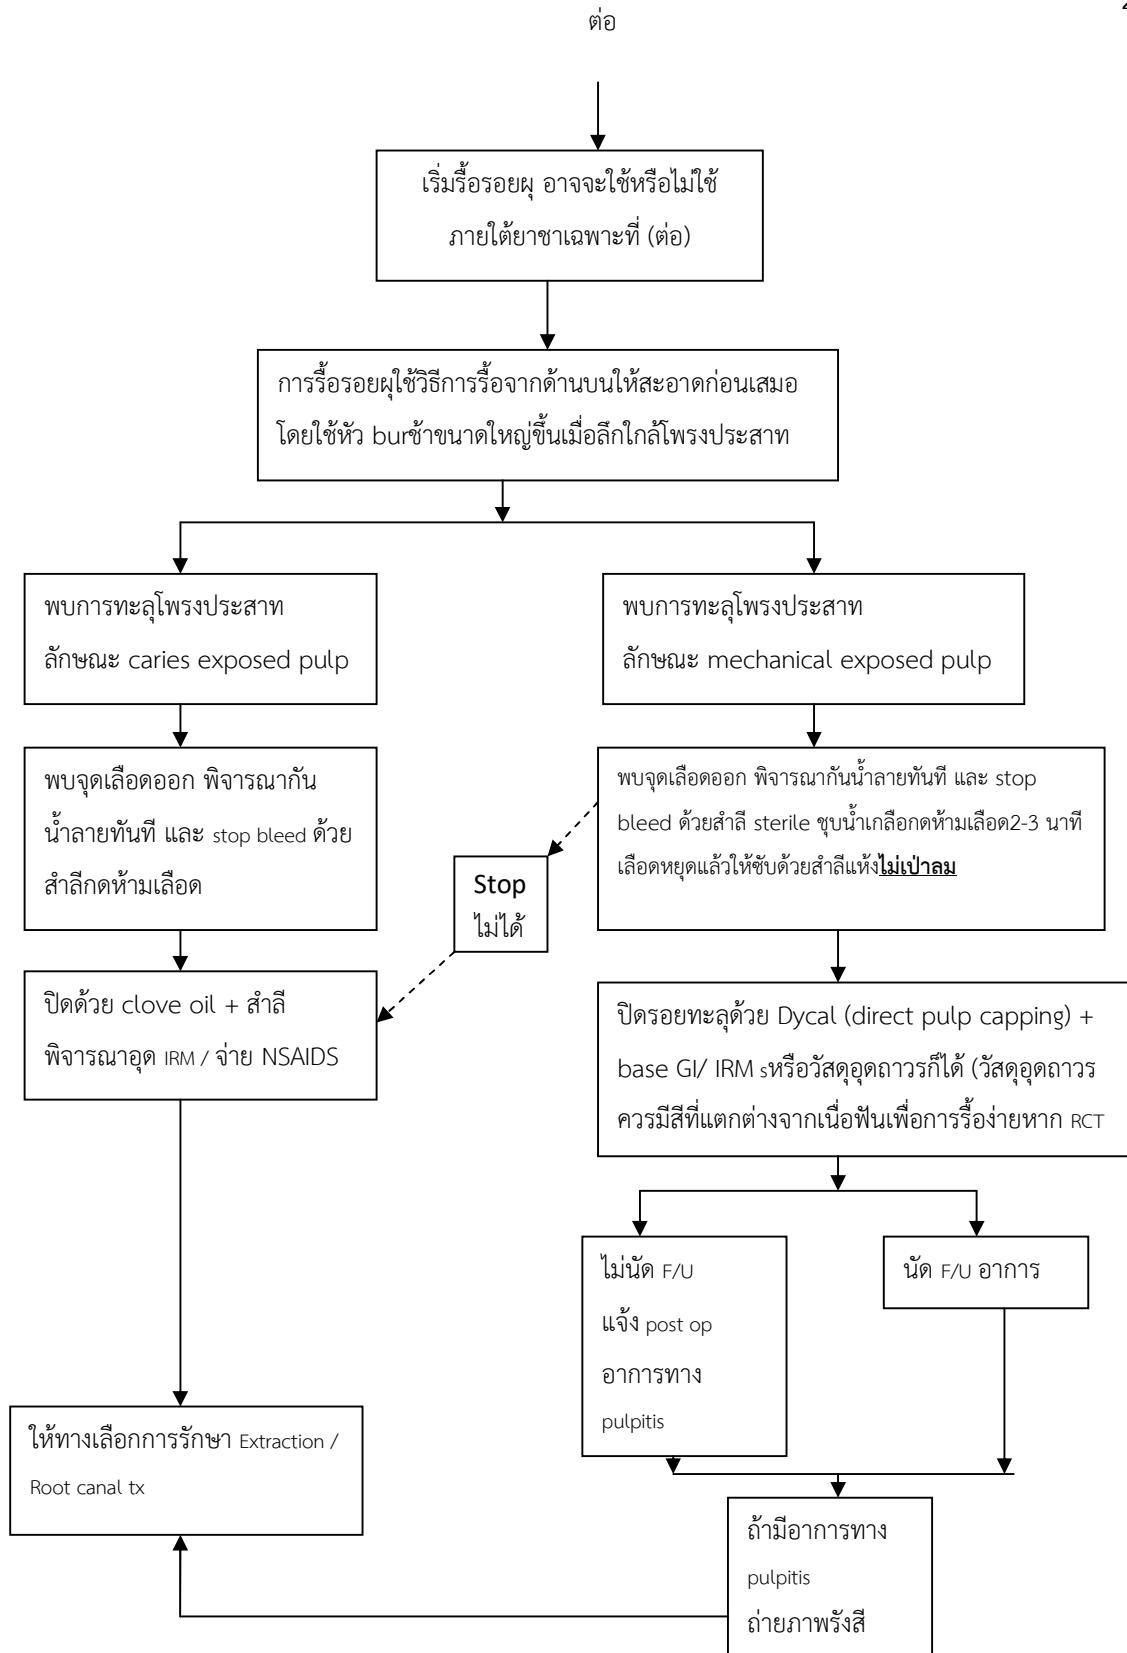 ต่อ
เริ่มรื้อรอยผุ อาจจะใช้หรือไม่ใช้
ภายใต้ยาชาเฉพาะที่ (ต่อ)
การรื้อรอยผุใช้วิธีการรื้อจากด้านบนให้สะอาดก่อนเสมอ
โดยใช้หัว burช้าขนาดใหญ่ขึ้นเมื่อลึกใกล้โพรงประสาท
พบการทะลุโพรงประสาท
ลักษณะ caries exposed pulp
พบการทะลุโพรงประสาท
ลักษณะ mechanical exposed pulp
พบจุดเลือดออก พิจารณากัน
น้ำลายทันที และ stop bleed ด้วย
สำลีกดห้ามเลือด
พบจุดเลือดออก พิจารณากันน้ำลายทันที และ stop
bleed ด้วยสำลี sterile ชุบน้ำเกลือกดห้ามเลือด2-3 นาที
เลือดหยุดแล้วให้ซับด้วยสำลีแห้งไม่เป่าลม
Stop
ไม่ได้
ปิดด้วย clove oil + สำลี
พิจารณาอุด IRM / จ่าย NSAIDS
ปิดรอยทะลุด้วย Dycal (direct pulp capping) +
base GI/ IRM sหรือวัสดุอุดถาวรก็ได้ (วัสดุอุดถาวร
ควรมีสีที่แตกต่างจากเนื่อฟันเพื่อการรื้อง่ายหาก RCT
ไม่นัด F/U
แจ้ง post op
อาการทาง
pulpitis
นัด F/U อาการ
ให้ทางเลือกการรักษา Extraction /
Root canal tx
ถ้ามีอาการทาง
pulpitis
ถ่ายภาพรังสี